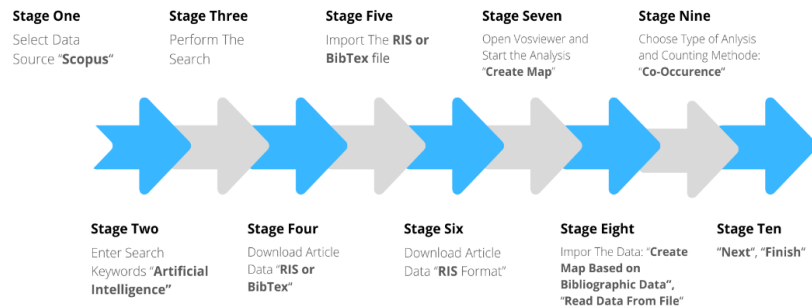 Stage One
Select Data
Source “Scopus“
Stage Three
Perform The
Search
Stage Five
Import The RIS or
BibTex file
Stage Seven
Open Vosviewer and
Start the Analysis
“Create Map”
Stage Nine
Choose Type of Anlysis
and Counting Methode:
“Co-Occurence“
Stage Two
Enter Search
Keywords “Artificial
Intelligence”
Stage Four
Download Article
Data “RIS or
BibTex“
Stage Six
Download Article
Data “RIS Format”
Stage Eight
Impor The Data: “Create
Map Based on
Bibliographic Data”,
“Read Data From File“
Stage Ten
“Next“, “Finish“